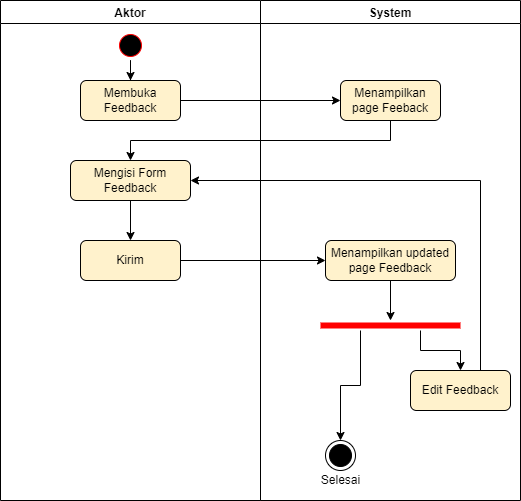 Aktor
System
Membuka
Feedback
Menampilkan
page Feeback
Mengisi Form
Feedback
Kirim
Menampilkan updated
page Feedback
Edit Feedback
Selesai